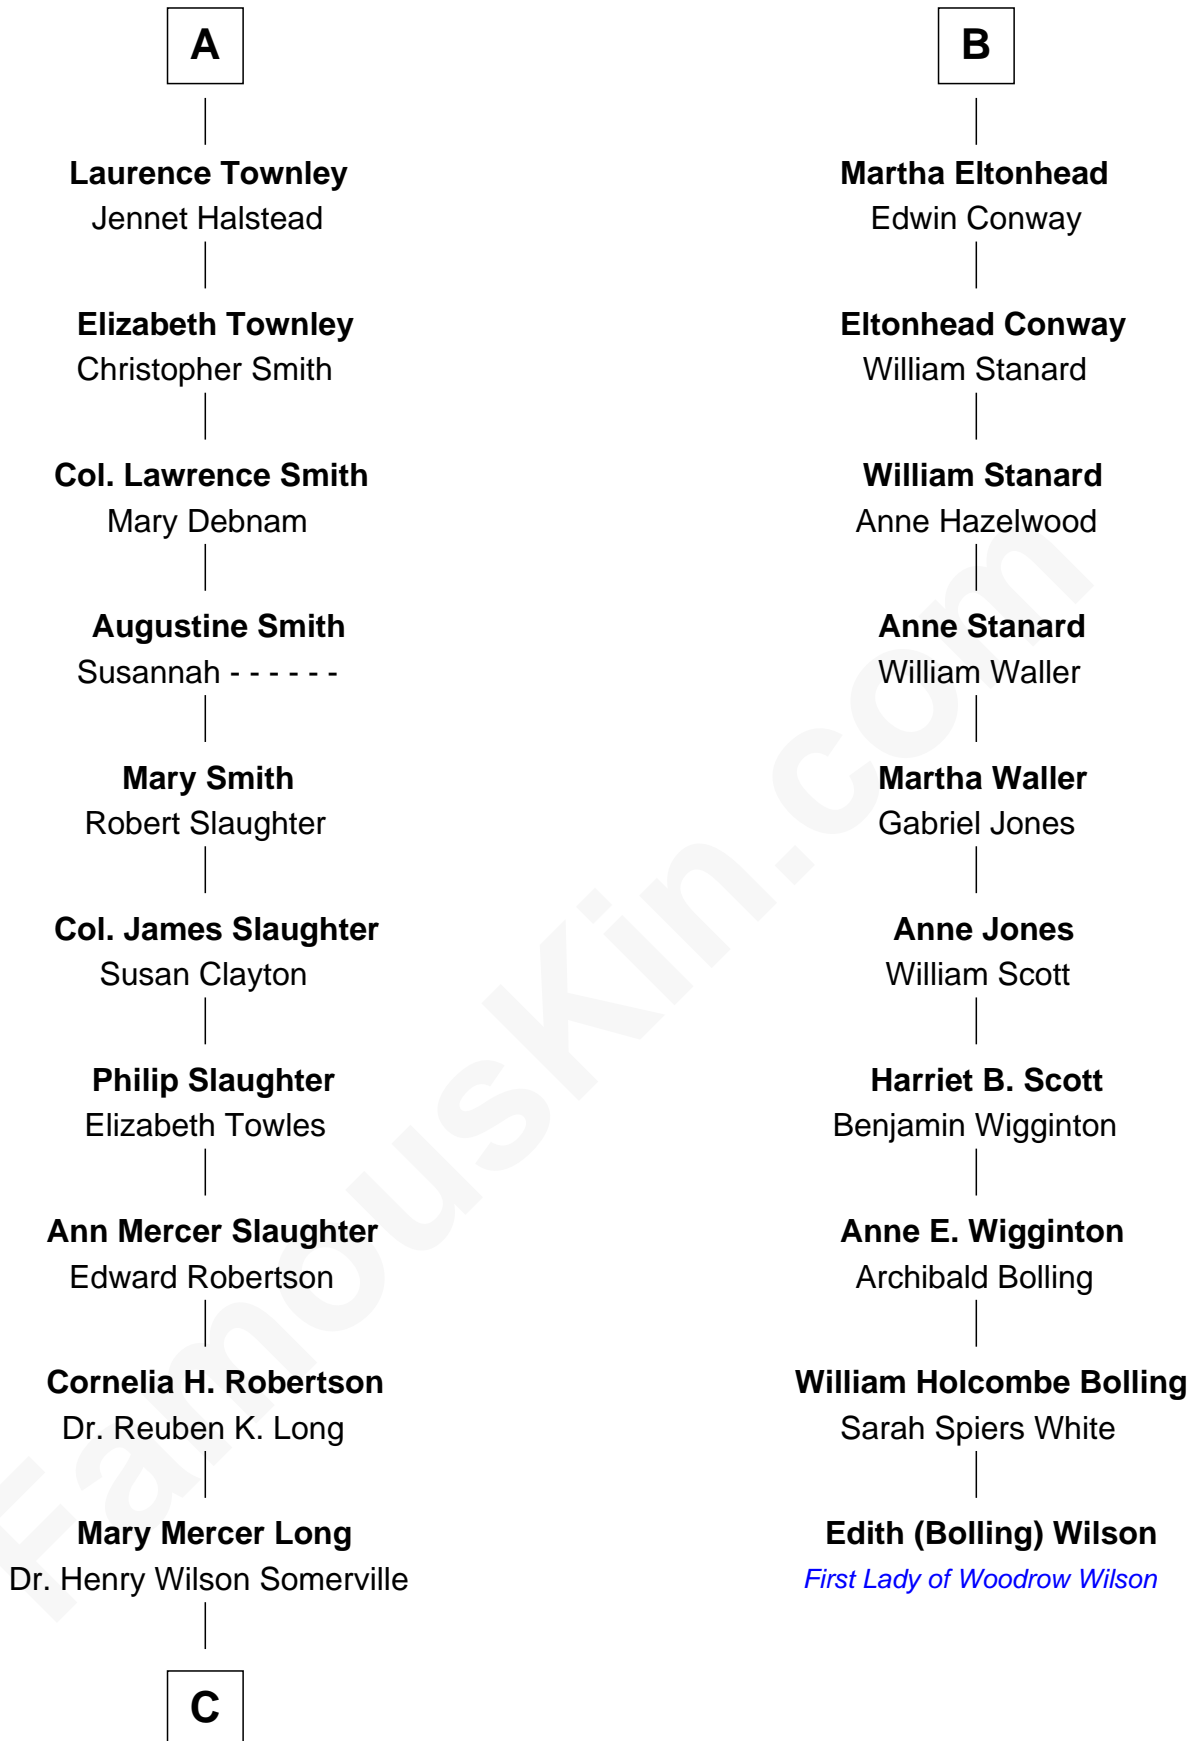 A
Laurence Townley
Jennet Halstead
Elizabeth Townley
Christopher Smith
Col. Lawrence Smith
Mary Debnam
Augustine Smith
Susannah - - - - - -
Mary Smith
Robert Slaughter
Col. James Slaughter
Susan Clayton
Philip Slaughter
Elizabeth Towles
Ann Mercer Slaughter
Edward Robertson
Cornelia H. Robertson
Dr. Reuben K. Long
Mary Mercer Long
Dr. Henry Wilson Somerville
C
B
Martha Eltonhead
Edwin Conway
Eltonhead Conway
William Stanard
William Stanard
Anne Hazelwood
Anne Stanard
William Waller
Martha Waller
Gabriel Jones
Anne Jones
William Scott
Harriet B. Scott
Benjamin Wigginton
Anne E. Wigginton
Archibald Bolling
William Holcombe Bolling
Sarah Spiers White
Edith (Bolling) Wilson
First Lady of Woodrow Wilson
FamousKin.com